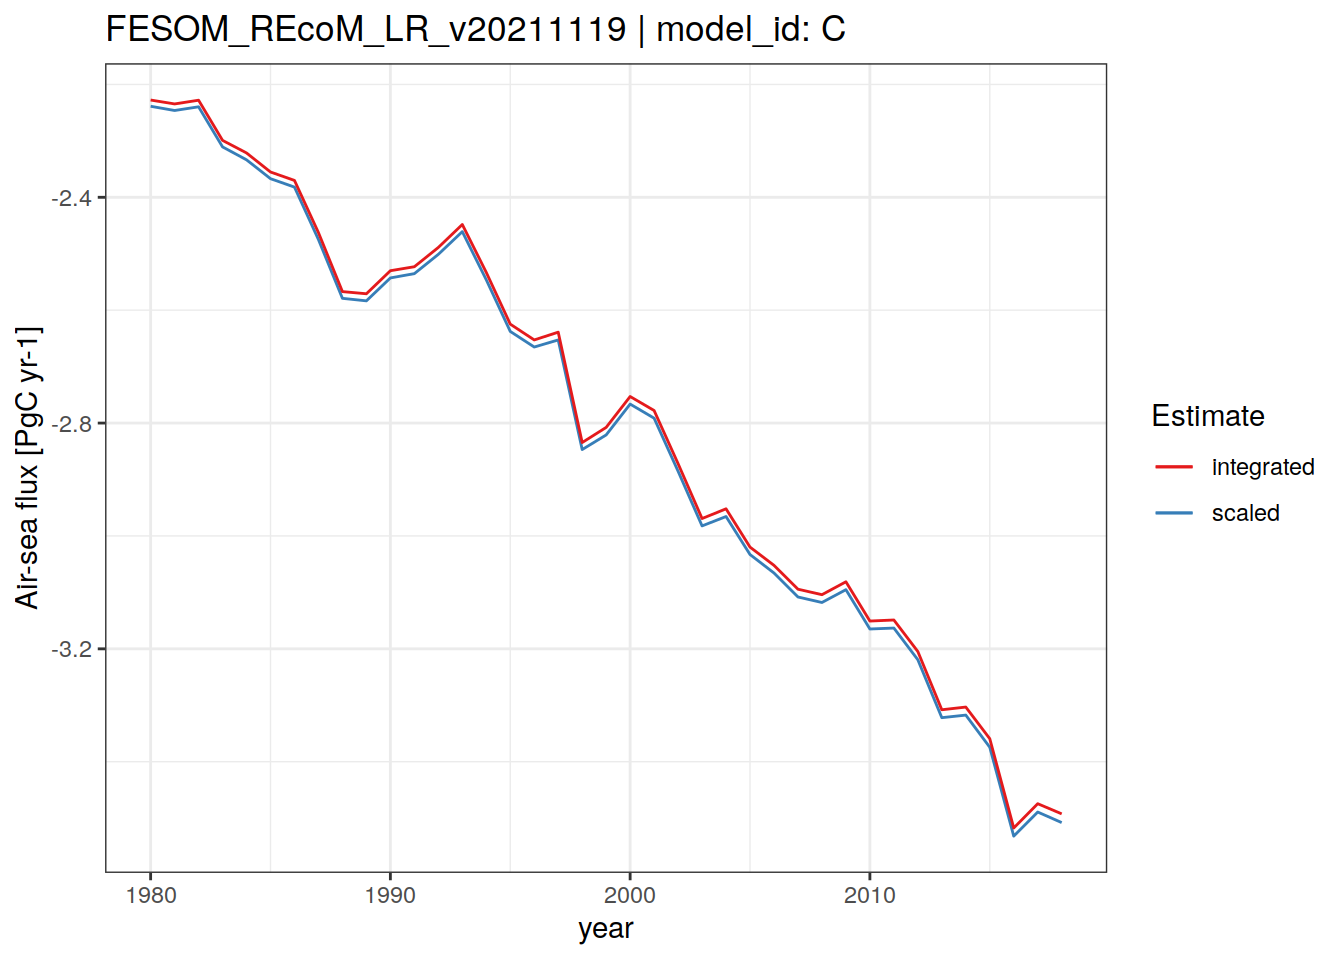 FESOM_REcoM_LR_v20211119 | model_id: C
-2.4
-2.8
-3.2
Air-sea flux [PgC yr-1]
1980
1990
2000
2010
year
Estimate
integrated
scaled